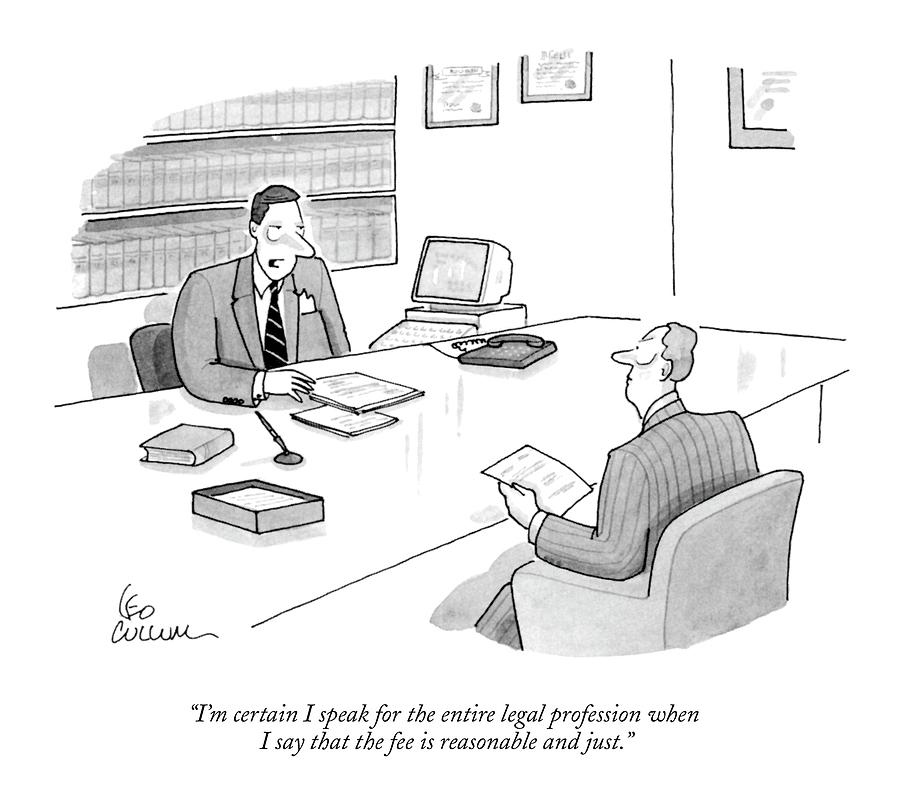 LEO
CULLUM
“I’m certain I speak for the entire legal profession when
I say that the fee is reasonable and just.”